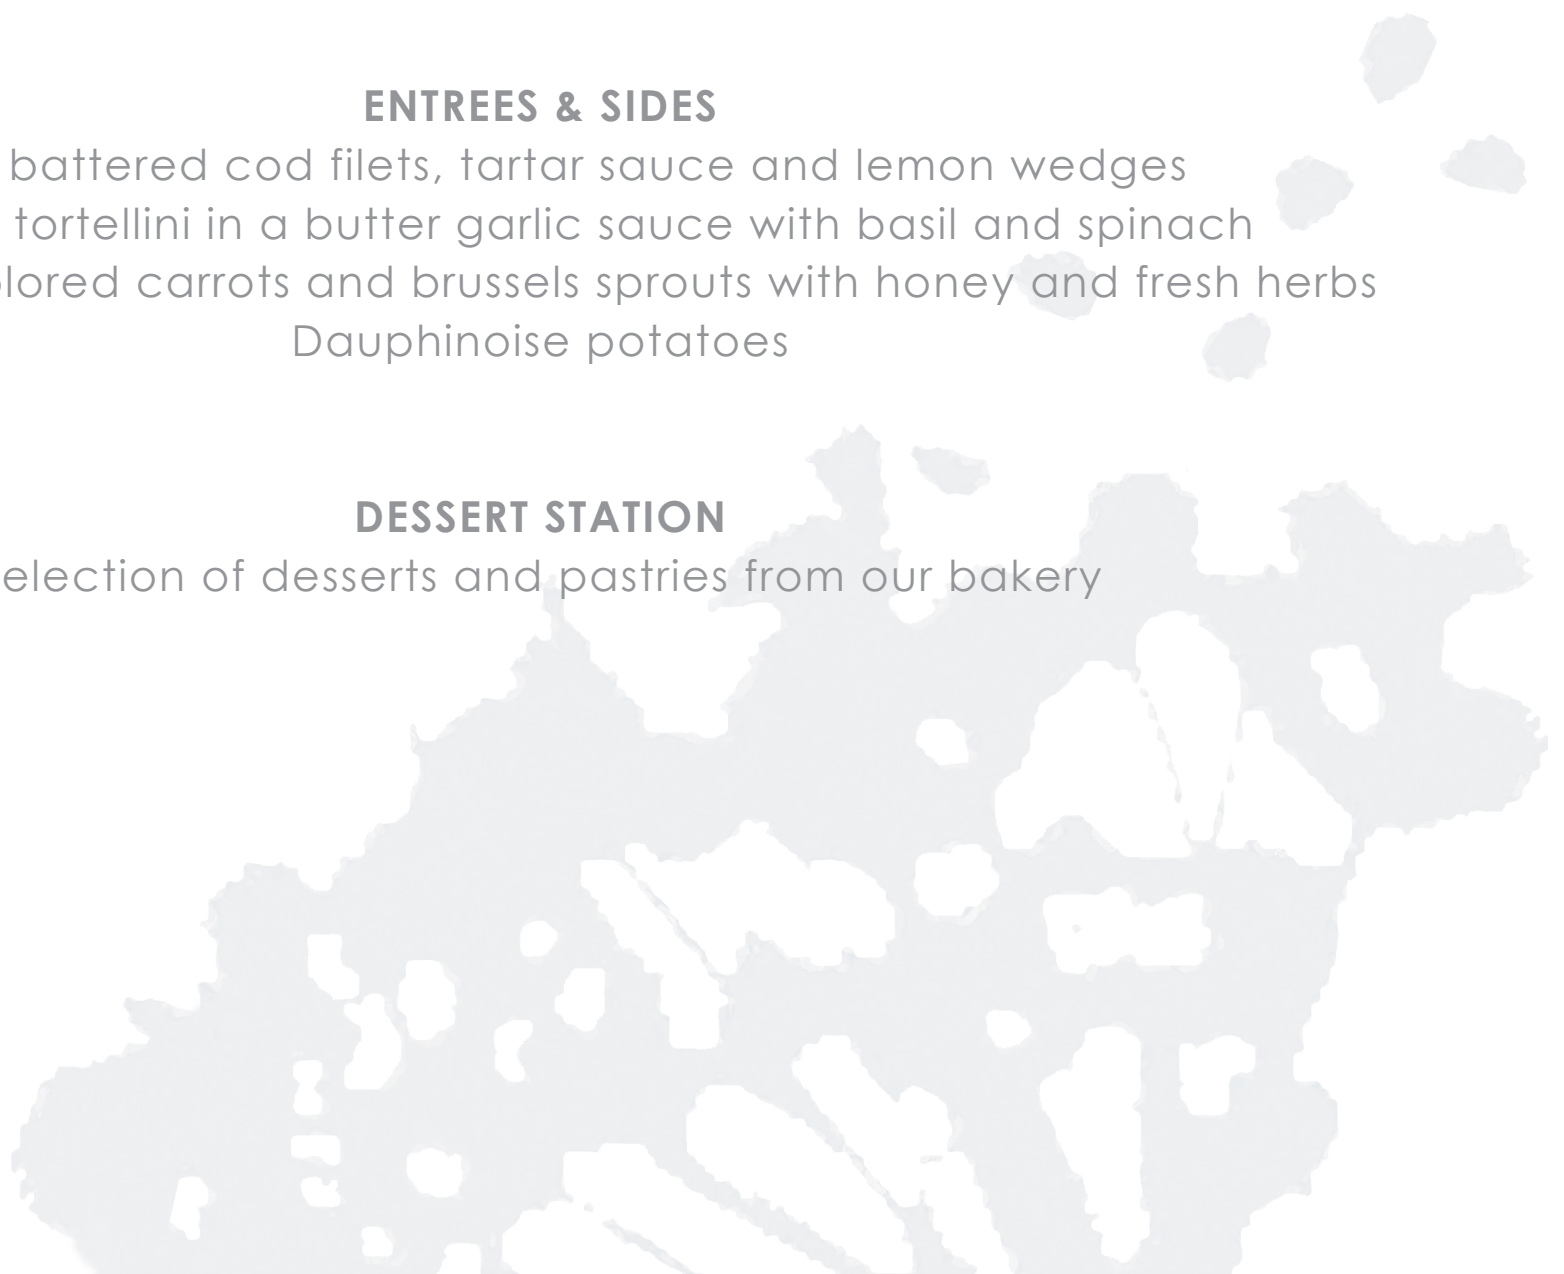 ENTREES & SIDES
battered cod filets, tartar sauce and lemon wedges
tortellini in a butter garlic sauce with basil and spinach
carrots and brussels sprouts with honey and fresh herbs
Dauphinoise potatoes
DESSERT STATION
of desserts and pastries from our bakery